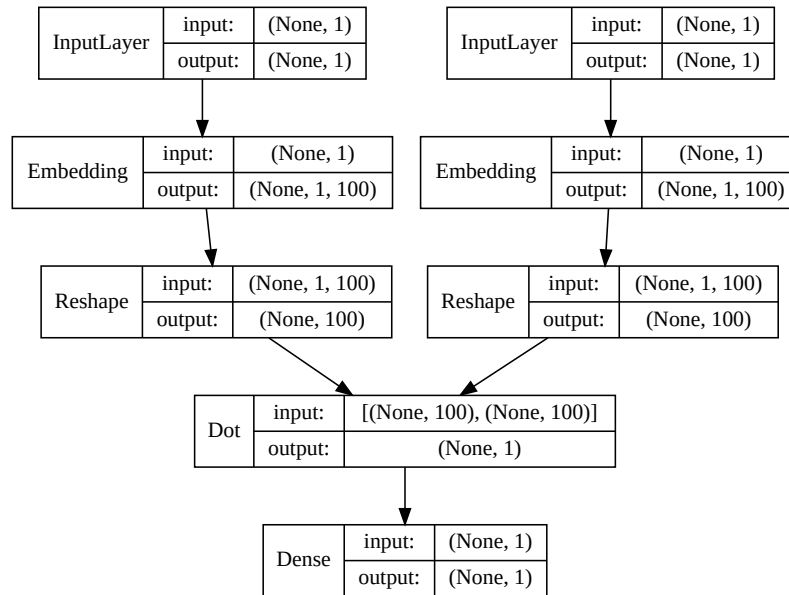 InputLayer input: (None, 1)
output: (None, 1)
InputLayer input: (None, 1)
output: (None, 1)
Embedding input: (None, 1)
output: (None, 1, 100)
Embedding input: (None, 1)
output: (None, 1, 100)
Reshape input: (None, 1, 100)
output: (None, 100)
Reshape input: (None, 1, 100)
output: (None, 100)
Dot input: [(None, 100), (None, 100)]
output: (None, 1)
Dense input: (None, 1)
output: (None, 1)